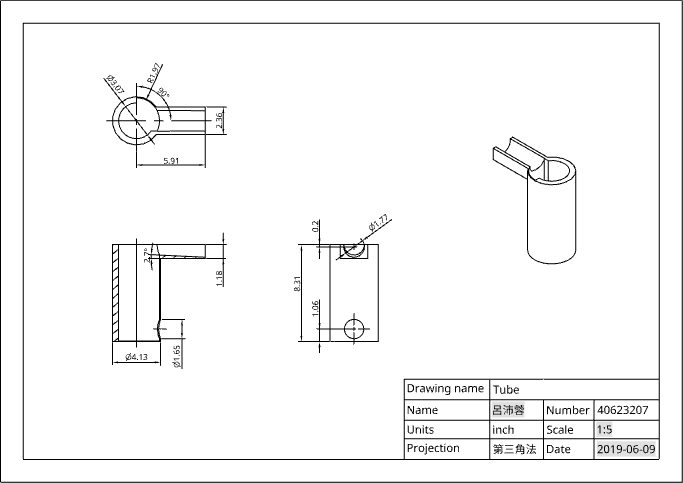 Ø3.07
R1.97
90°
2.36
5.91
2.7°
1.18
Ø4.13
Ø1.65
0.2
Ø1.77
8.31
1.06
Drawing name Tube
Name 呂沛蓉 Number 40623207
Units inch Scale 1:5
Projection 第三角法 Date 2019-06-09